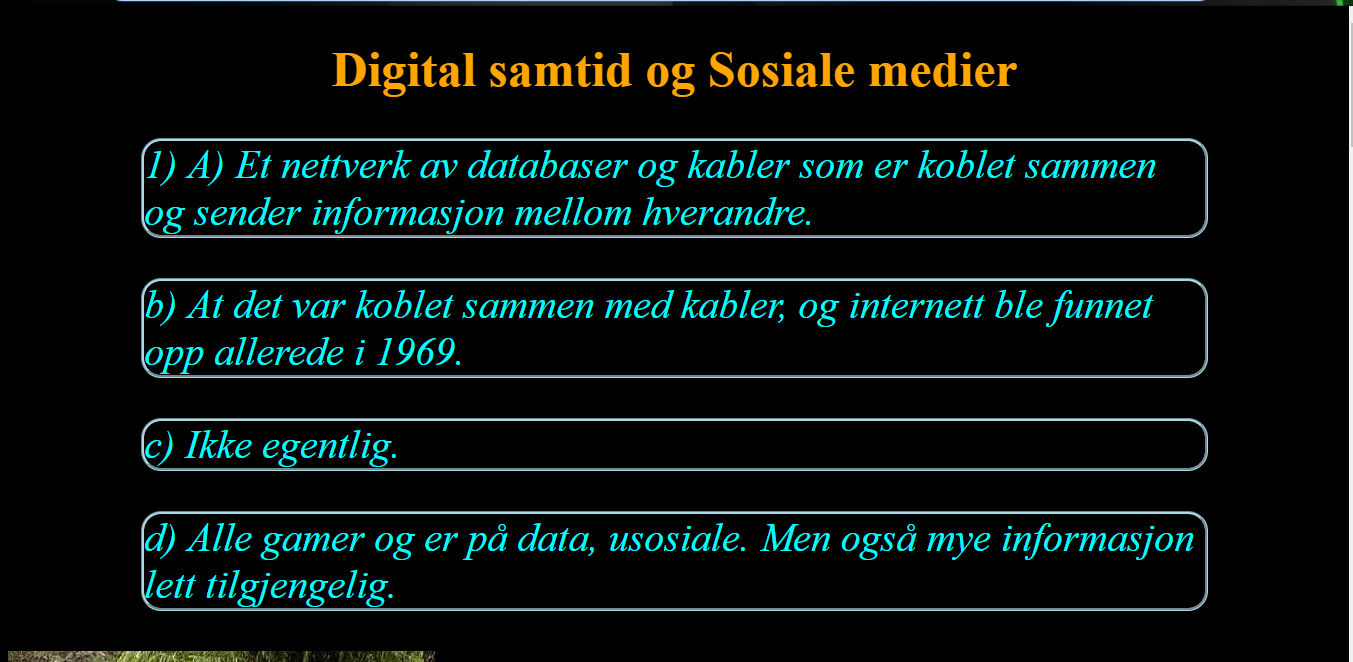 Digital samtid og Sosiale medier
1) A) Et nettverk av databaser og kabler som er koblet sammen
og sender informasjon mellom hverandre.
b) At det var koblet sammen med kabler, og internett ble funnet
opp allerede i 1969.
c) Ikke egentlig.
d) Alle gamer og er på data, usosiale. Men også mye informasjon
lett tilgjengelig.